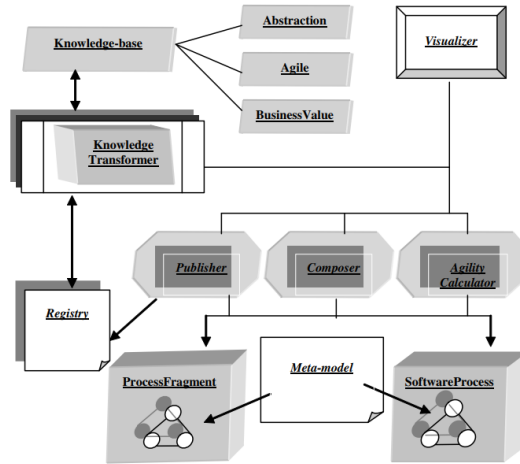 Abstraction
Knowledge-base
Visualizer
Agile
BusinessValue
Knowledge
Transformer
Publisher
Composer
Agility
Calculator
Registry
ProcessFragment
Meta-model
SoftwareProcess